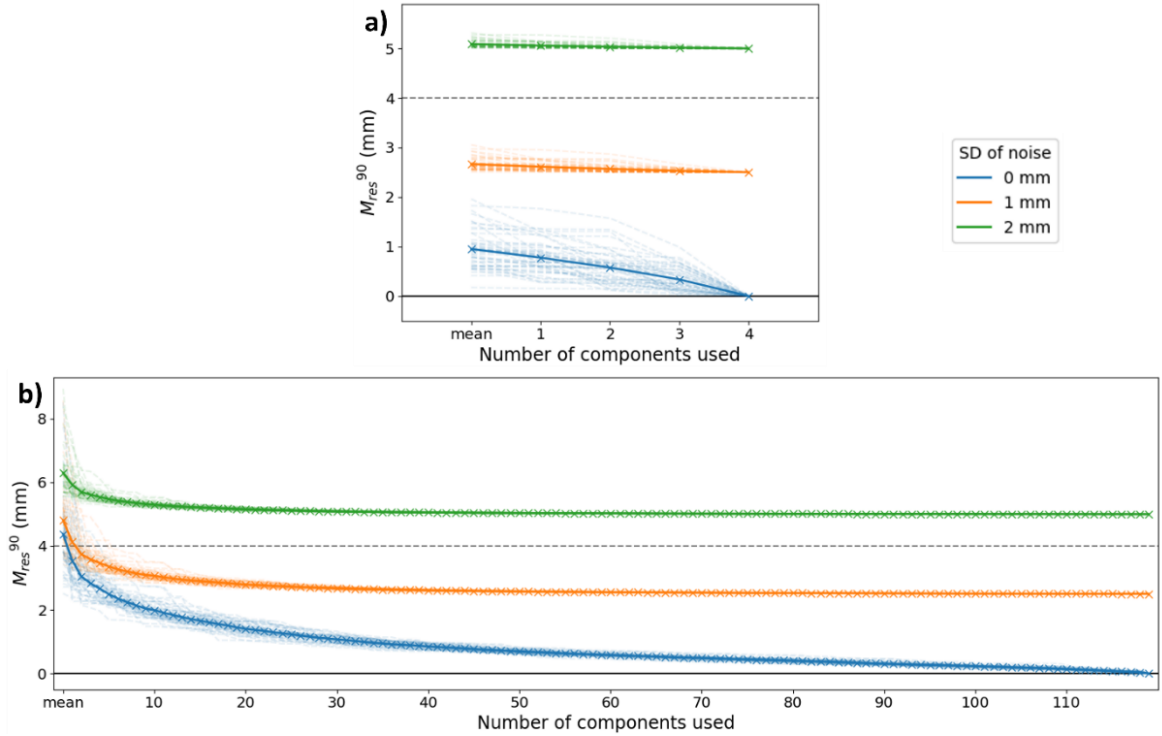 a)
5
4
3
2
1
0
M_res^90 (mm)
mean 1 2 3 4
Number of components used
SD of noise
0 mm
1 mm
2 mm
b)
8
6
4
2
0
M_res^90 (mm)
mean 10 20 30 40 50 60 70 80 90 100 110
Number of components used